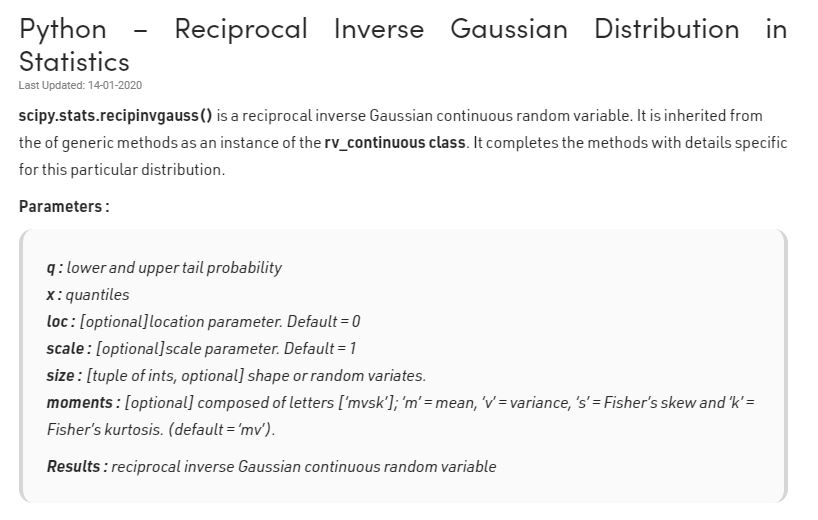 Python – Reciprocal Inverse Gaussian Distribution in
Statistics
Last Updated: 14-01-2020
scipy.stats.recipinvgauss() is a reciprocal inverse Gaussian continuous random variable. It is inherited from
the of generic methods as an instance of the rv_continuous class. It completes the methods with details specific
for this particular distribution.
Parameters :
q : lower and upper tail probability
x : quantiles
loc : [optional]location parameter. Default = 0
scale : [optional]scale parameter. Default = 1
size : [tuple of ints, optional] shape or random variates.
moments : [optional] composed of letters [‘mvsk’]; ‘m’ = mean, ‘v’ = variance, ‘s’ = Fisher’s skew and ‘k’ =
Fisher’s kurtosis. (default = ‘mv’).
Results : reciprocal inverse Gaussian continuous random variable